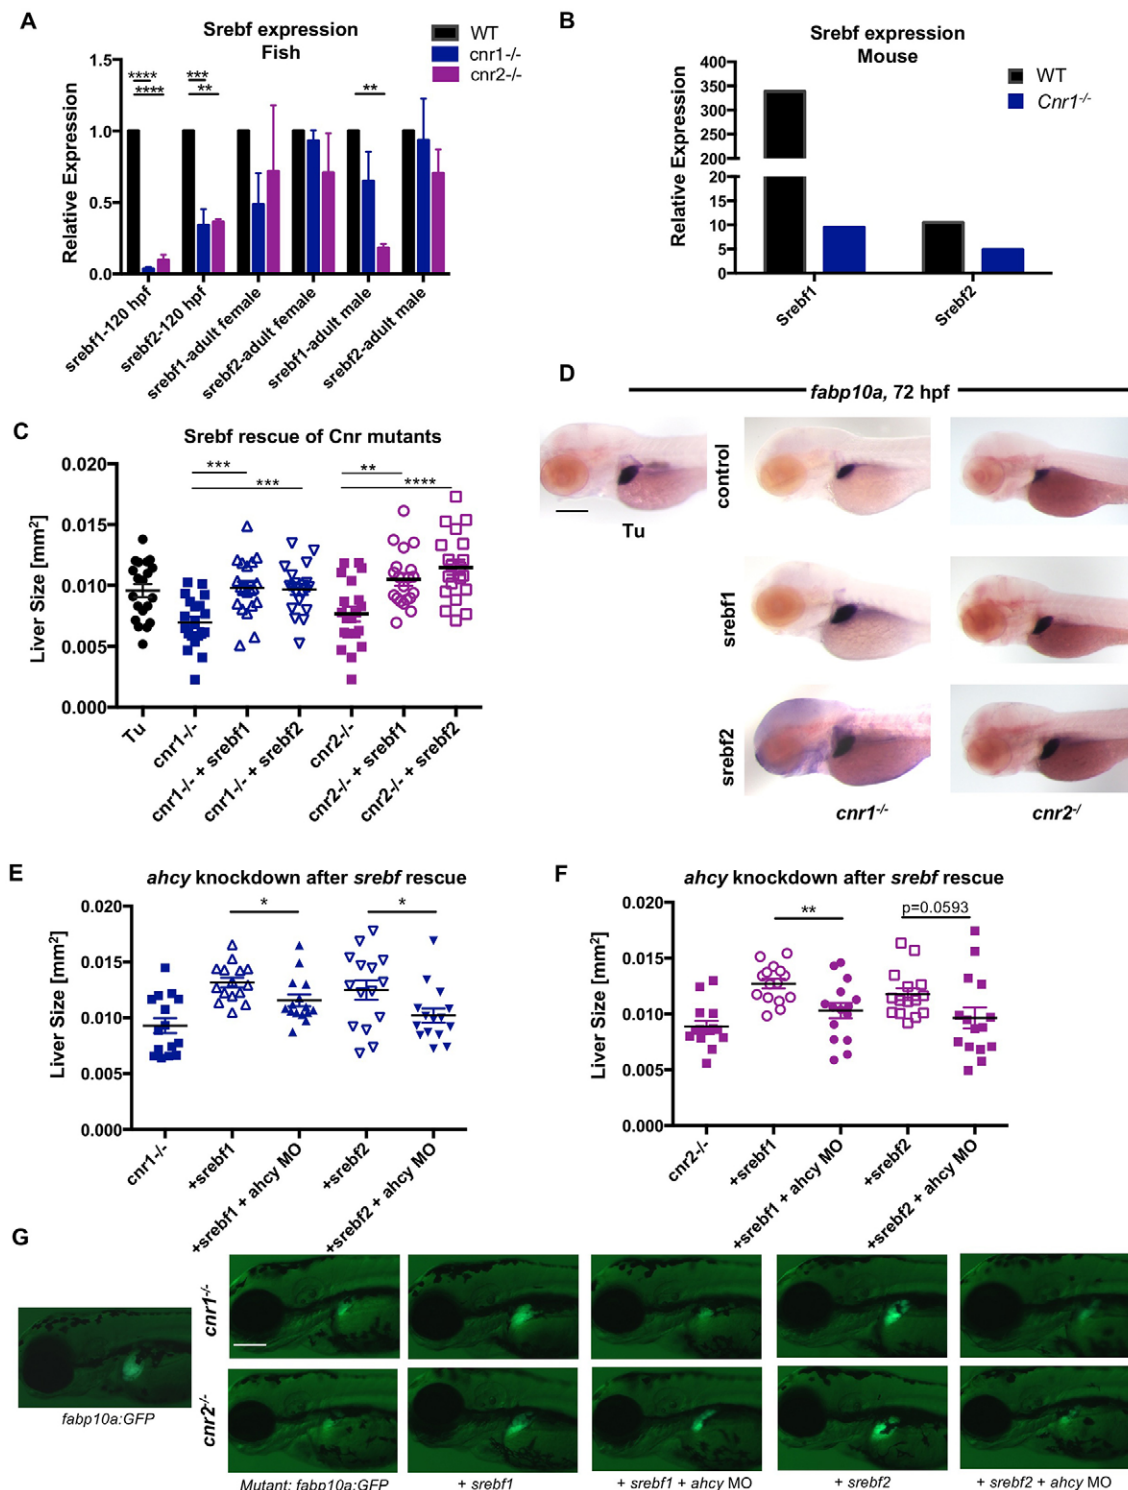 A
Srebf expression
Fish
WT
cnr1-/-
cnr2-/-
Relative Expression
1.5
1.0
0.5
0.0
****
****
***
**
**
srebf1-120 hpf
srebf2-120 hpf
srebf1-adult female
srebf2-adult female
srebf1-adult male
srebf2-adult male
B
Srebf expression
Mouse
WT
Cnr1-/-
Relative Expression
400
350
300
250
200
20
15
10
5
0
Srebf1
Srebf2
C
Srebf rescue of Cnr mutants
Liver Size [mm²]
0.020
0.015
0.010
0.005
0.000
***
***
**
****
Tu
cnr1-/-
cnr1-/- + srebf1
cnr1-/- + srebf2
cnr2-/-
cnr2-/- + srebf1
cnr2-/- + srebf2
D
fabp10a, 72 hpf
Tu
control
srebf1
srebf2
cnr1-/-
cnr2-/
E
ahcy knockdown after srebf rescue
Liver Size [mm²]
0.020
0.015
0.010
0.005
0.000
*
*
cnr1-/-
+srebf1
+srebf1 + ahcy MO
+srebf2
+srebf2 + ahcy MO
F
ahcy knockdown after srebf rescue
Liver Size [mm²]
0.020
0.015
0.010
0.005
0.000
**
p=0.0593
cnr2-/-
+srebf1
+srebf1 + ahcy MO
+srebf2
+srebf2 + ahcy MO
G
fabp10a:GFP
cnr1-/-
cnr2-/-
Mutant: fabp10a:GFP
+ srebf1
+ srebf1 + ahcy MO
+ srebf2
+ srebf2 + ahcy MO